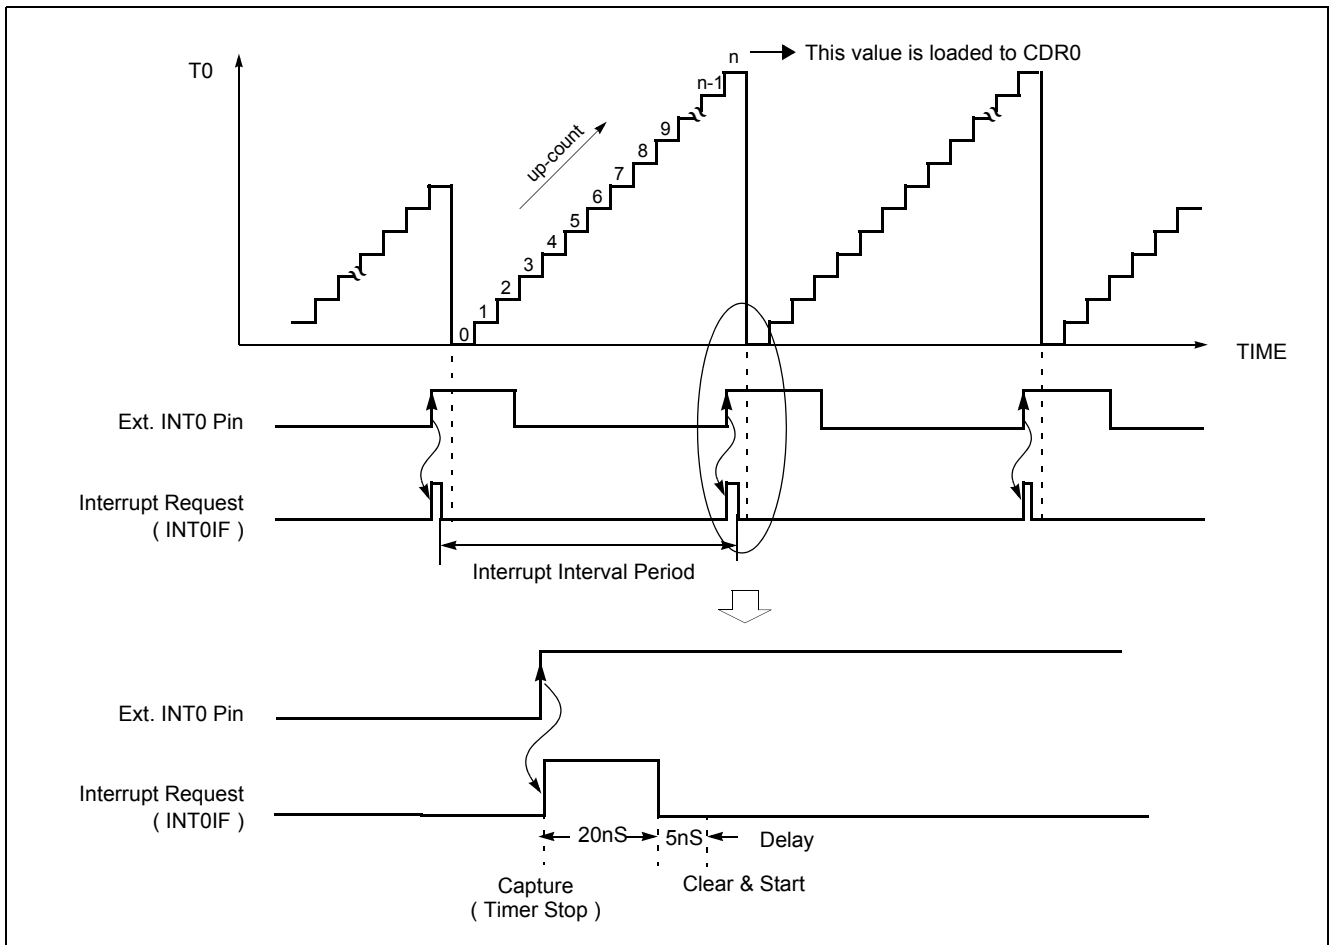 T0
n
This value is loaded to CDR0
n-1
9
8
7
6
5
4
3
2
1
0
up-count
TIME
Ext. INT0 Pin
Interrupt Request
( INT0IF )
Interrupt Interval Period
Ext. INT0 Pin
Interrupt Request
( INT0IF )
20nS
5nS
Delay
Capture
( Timer Stop )
Clear & Start